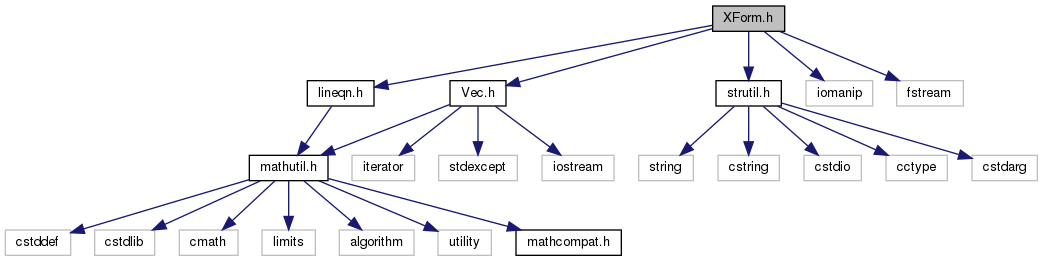 XForm.h
lineqn.h
Vec.h
strutil.h
iomanip
fstream
mathutil.h
iterator
stdexcept
iostream
string
cstring
cstdio
cctype
cstdarg
cstddef
cstdlib
cmath
limits
algorithm
utility
mathcompat.h